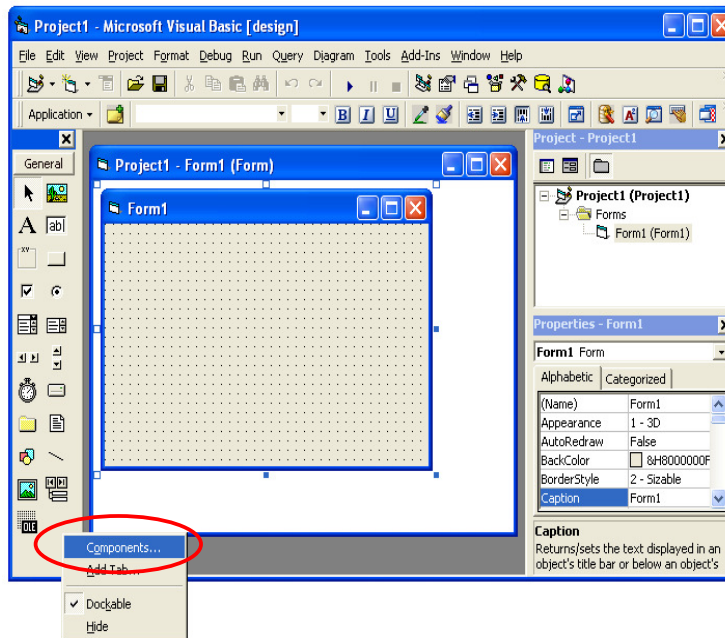 Project1 - Microsoft Visual Basic [design]
File Edit View Project Format Debug Run Query Diagram Tools Add-Ins Window Help
Application
B I U
General
A ab|
xy
OLE
Project1 - Form1 (Form)
Form1
Project - Project1
Project1 (Project1)
Forms
Form1 (Form1)
Properties - Form1
Form1 Form
Alphabetic Categorized
(Name) Form1
Appearance 1 - 3D
AutoRedraw False
BackColor &H8000000F
BorderStyle 2 - Sizable
Caption Form1
Caption
Returns/sets the text displayed in an
object's title bar or below an object's
Components...
Add Tab...
Dockable
Hide